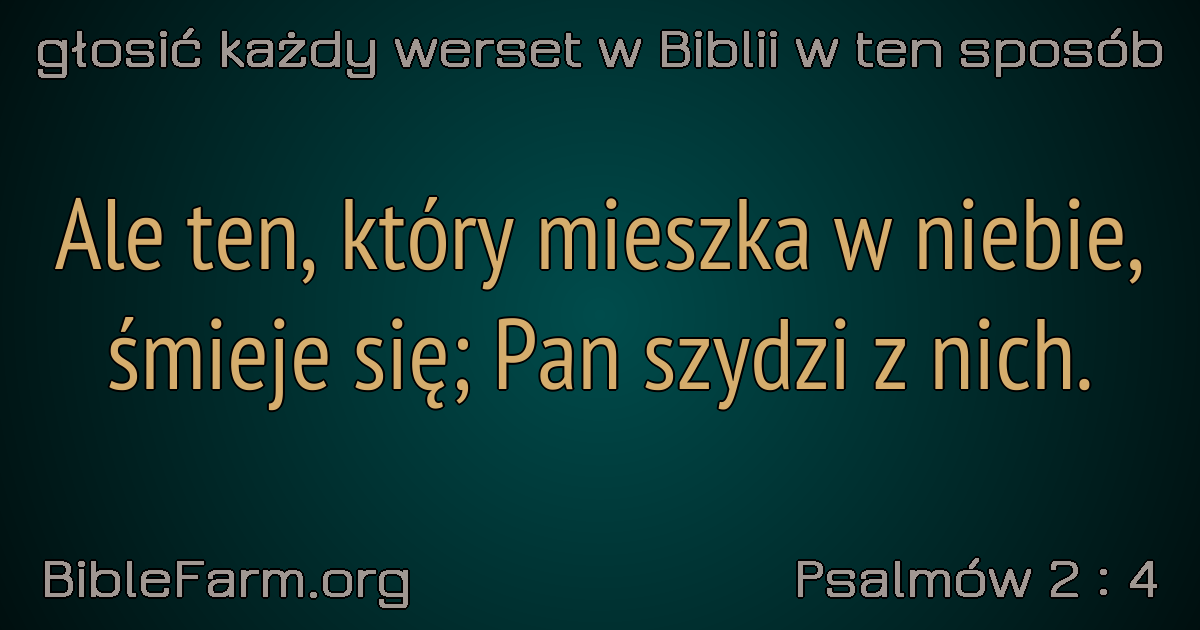 głosić każdy werset w Biblii w ten sposób
Ale ten, który mieszka w niebie,
śmieje się; Pan szydzi z nich.
BibleFarm.org
Psalmów 2 : 4